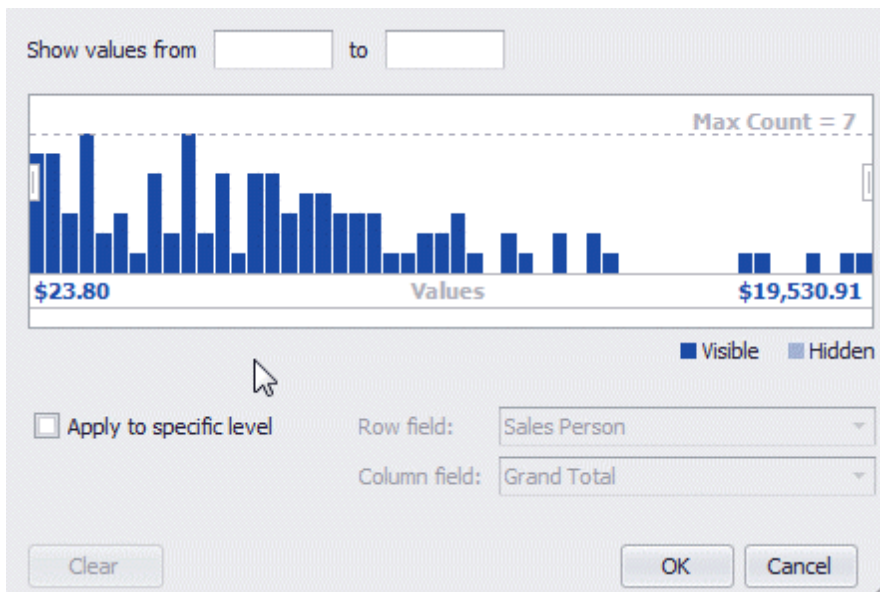 Show values from to
Max Count = 7
$23.80 Values $19,530.91
Visible Hidden
Apply to specific level Row field: Sales Person
Column field: Grand Total
Clear OK Cancel